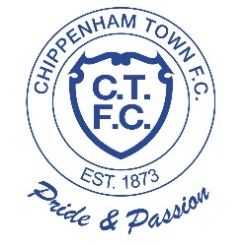 CHIPPENHAM TOWN F.C.
C.T.
F.C.
EST. 1873
Pride & Passion